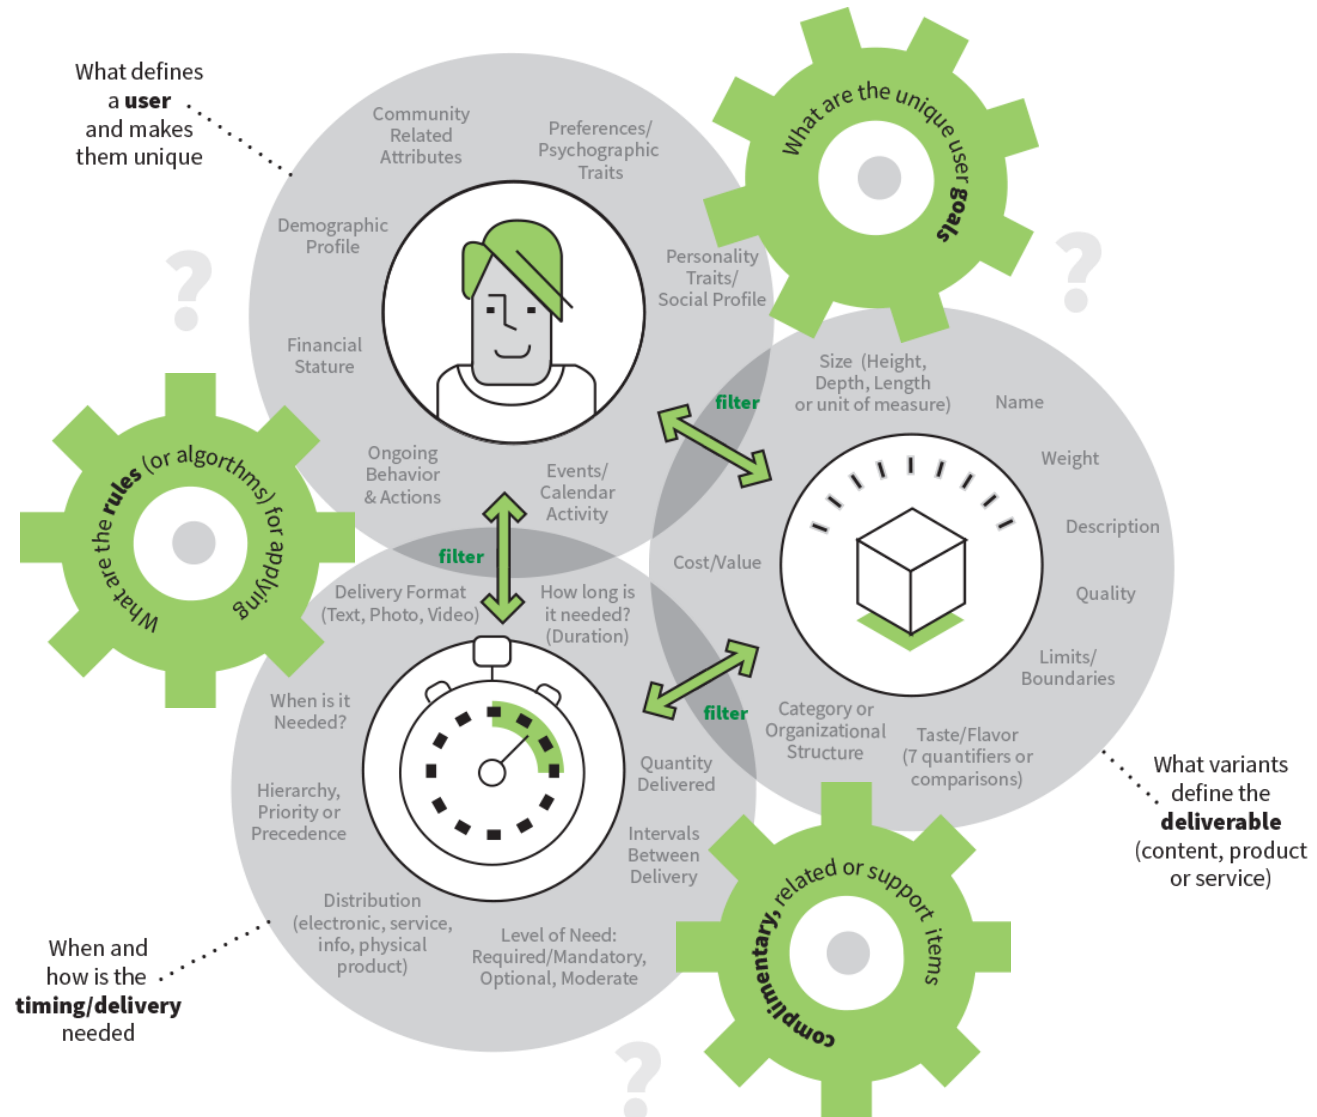 What defines
a user
and makes
them unique
Community
Related
Attributes
Preferences/
Psychographic
Traits
Demographic
Profile
Personality
Traits/
Social Profile
Financial
Stature
Ongoing
Behavior
& Actions
Events/
Calendar
Activity
What are the unique user goals
?
?
What are the rules (or algorthms) for applying
filter
filter
filter
Size (Height,
Depth, Length
or unit of measure)
Name
Weight
Description
Cost/Value
Quality
Limits/
Boundaries
Category or
Organizational
Structure
Taste/Flavor
(7 quantifiers or
comparisons)
What variants
define the
deliverable
(content, product
or service)
Delivery Format
(Text, Photo, Video)
How long is
it needed?
(Duration)
When is it
Needed?
Quantity
Delivered
Hierarchy,
Priority or
Precedence
Intervals
Between
Delivery
Distribution
(electronic, service,
info, physical
product)
Level of Need:
Required/Mandatory,
Optional, Moderate
When and
how is the
timing/delivery
needed
complimentary, related or support items
?